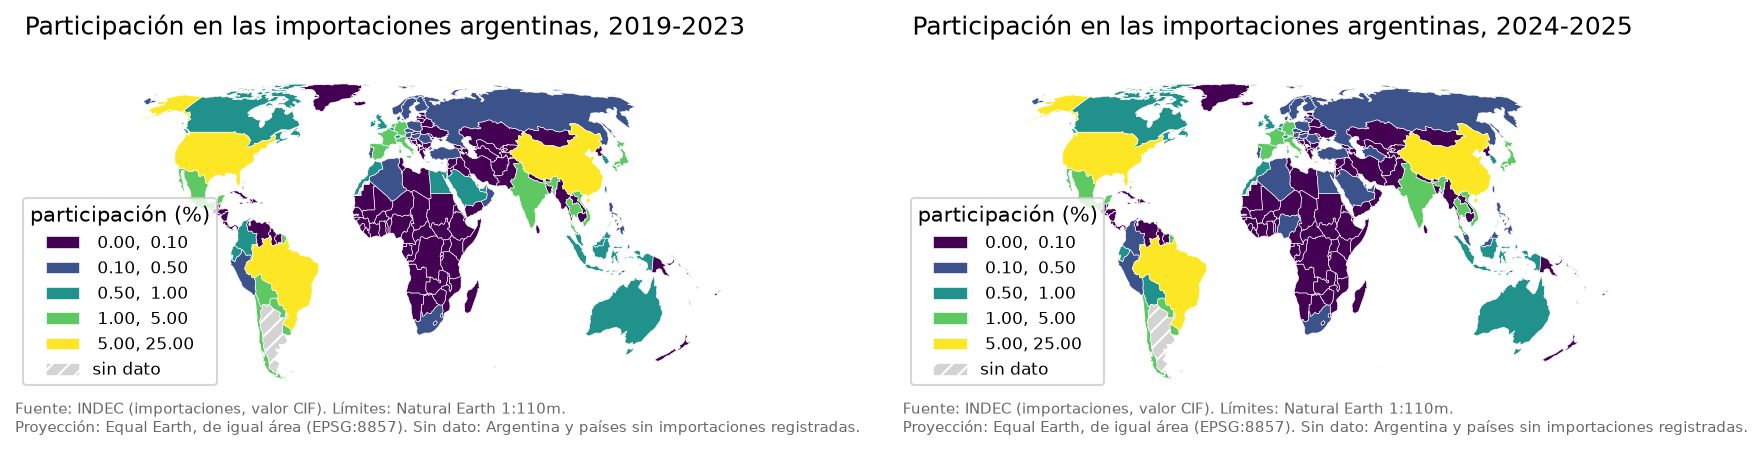 Participación en las importaciones argentinas, 2019-2023
participación (%)
0.00, 0.10
0.10, 0.50
0.50, 1.00
1.00, 5.00
5.00, 25.00
sin dato
Fuente: INDEC (importaciones, valor CIF). Límites: Natural Earth 1:110m.
Proyección: Equal Earth, de igual área (EPSG:8857). Sin dato: Argentina y países sin importaciones registradas.
Participación en las importaciones argentinas, 2024-2025
participación (%)
0.00, 0.10
0.10, 0.50
0.50, 1.00
1.00, 5.00
5.00, 25.00
sin dato
Fuente: INDEC (importaciones, valor CIF). Límites: Natural Earth 1:110m.
Proyección: Equal Earth, de igual área (EPSG:8857). Sin dato: Argentina y países sin importaciones registradas.